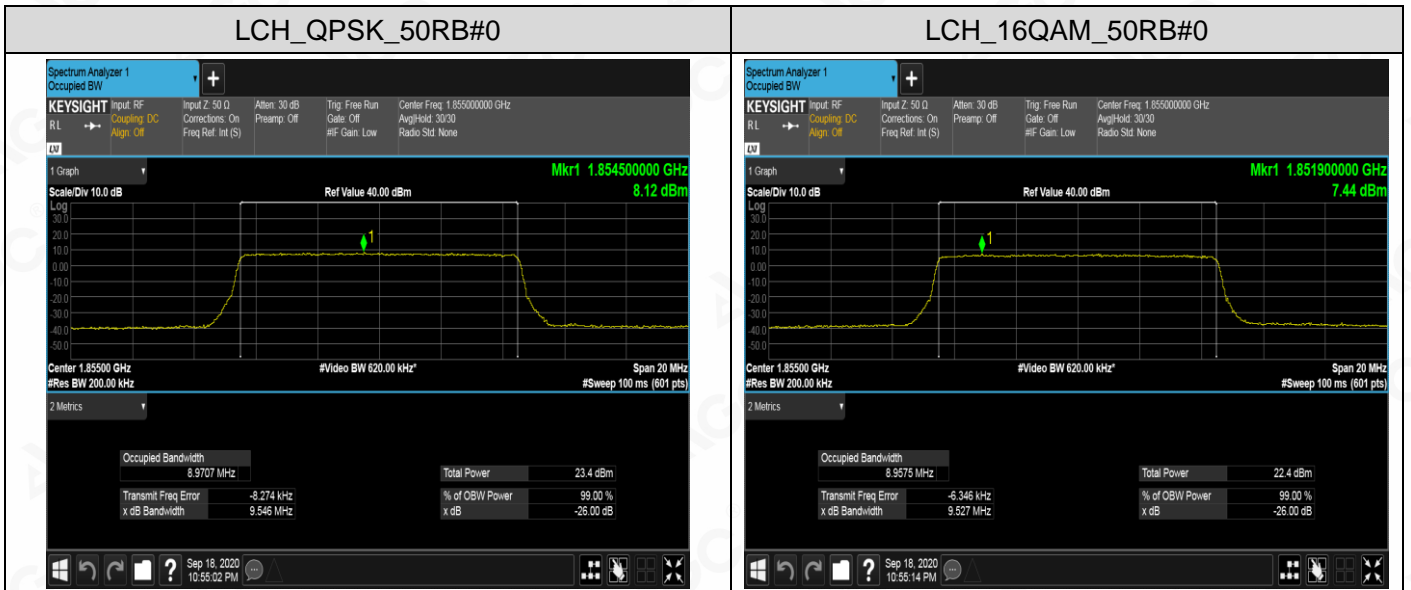 LCH_QPSK_50RB#0
Spectrum Analyzer 1
Occupied BW
+
KEYSIGHT
RL
LXI
Input: RF
Coupling: DC
Align: Off
Input Z: 50 Ω
Corrections: On
Freq Ref: Int (S)
Atten: 30 dB
Preamp: Off
Trig: Free Run
Gate: Off
#IF Gain: Low
Center Freq: 1.855000000 GHz
Avg|Hold: 30/30
Radio Std: None
1 Graph
Mkr1 1.854500000 GHz
Scale/Div 10.0 dB
Ref Value 40.00 dBm
8.12 dBm
Log
30.0
20.0
10.0
0.00
-10.0
-20.0
-30.0
-40.0
-50.0
1
Center 1.85500 GHz
#Video BW 620.00 kHz*
Span 20 MHz
#Res BW 200.00 kHz
#Sweep 100 ms (601 pts)
2 Metrics
Occupied Bandwidth
8.9707 MHz
Total Power 23.4 dBm
Transmit Freq Error -8.274 kHz
% of OBW Power 99.00 %
x dB Bandwidth 9.546 MHz
x dB -26.00 dB
?
Sep 18, 2020
10:55:02 PM
LCH_16QAM_50RB#0
Spectrum Analyzer 1
Occupied BW
+
KEYSIGHT
RL
LXI
Input: RF
Coupling: DC
Align: Off
Input Z: 50 Ω
Corrections: On
Freq Ref: Int (S)
Atten: 30 dB
Preamp: Off
Trig: Free Run
Gate: Off
#IF Gain: Low
Center Freq: 1.855000000 GHz
Avg|Hold: 30/30
Radio Std: None
1 Graph
Mkr1 1.851900000 GHz
Scale/Div 10.0 dB
Ref Value 40.00 dBm
7.44 dBm
Log
30.0
20.0
10.0
0.00
-10.0
-20.0
-30.0
-40.0
-50.0
1
Center 1.85500 GHz
#Video BW 620.00 kHz*
Span 20 MHz
#Res BW 200.00 kHz
#Sweep 100 ms (601 pts)
2 Metrics
Occupied Bandwidth
8.9575 MHz
Total Power 22.4 dBm
Transmit Freq Error -6.346 kHz
% of OBW Power 99.00 %
x dB Bandwidth 9.527 MHz
x dB -26.00 dB
?
Sep 18, 2020
10:55:14 PM